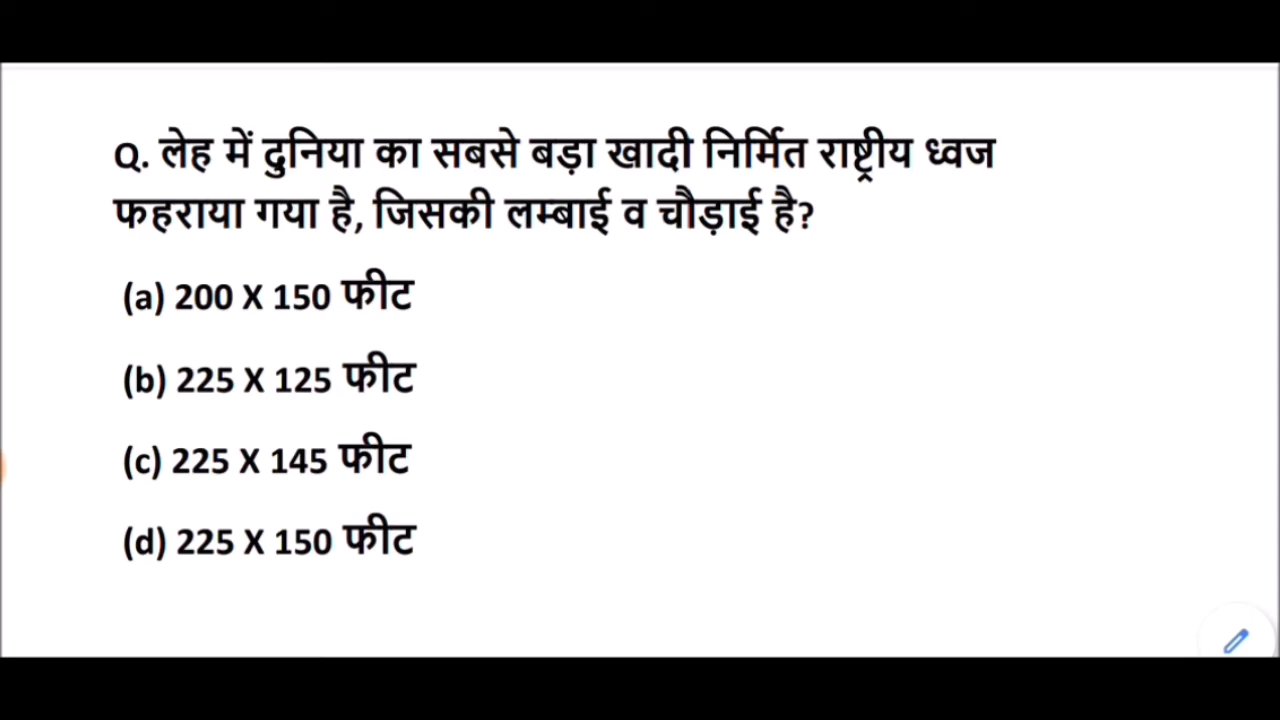 Q. लेह में दुनिया का सबसे बड़ा खादी निर्मित राष्ट्रीय ध्वज
फहराया गया है, जिसकी लम्बाई व चौड़ाई है?
(a) 200 X 150 फीट
(b) 225 X 125 फीट
(c) 225 X 145 फीट
(d) 225 X 150 फीट